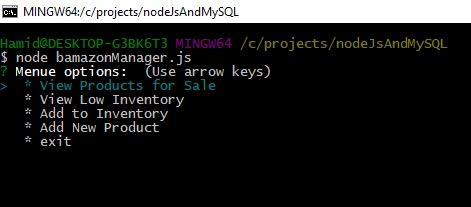 MINGW64:/c/projects/nodeJsAndMySQL
Hamid@DESKTOP-G3BK6T3 MINGW64 /c/projects/nodeJsAndMySQL
$ node bamazonManager.js
? Menue options:  (Use arrow keys)
>  * View Products for Sale
   * View Low Inventory
   * Add to Inventory
   * Add New Product
   * exit